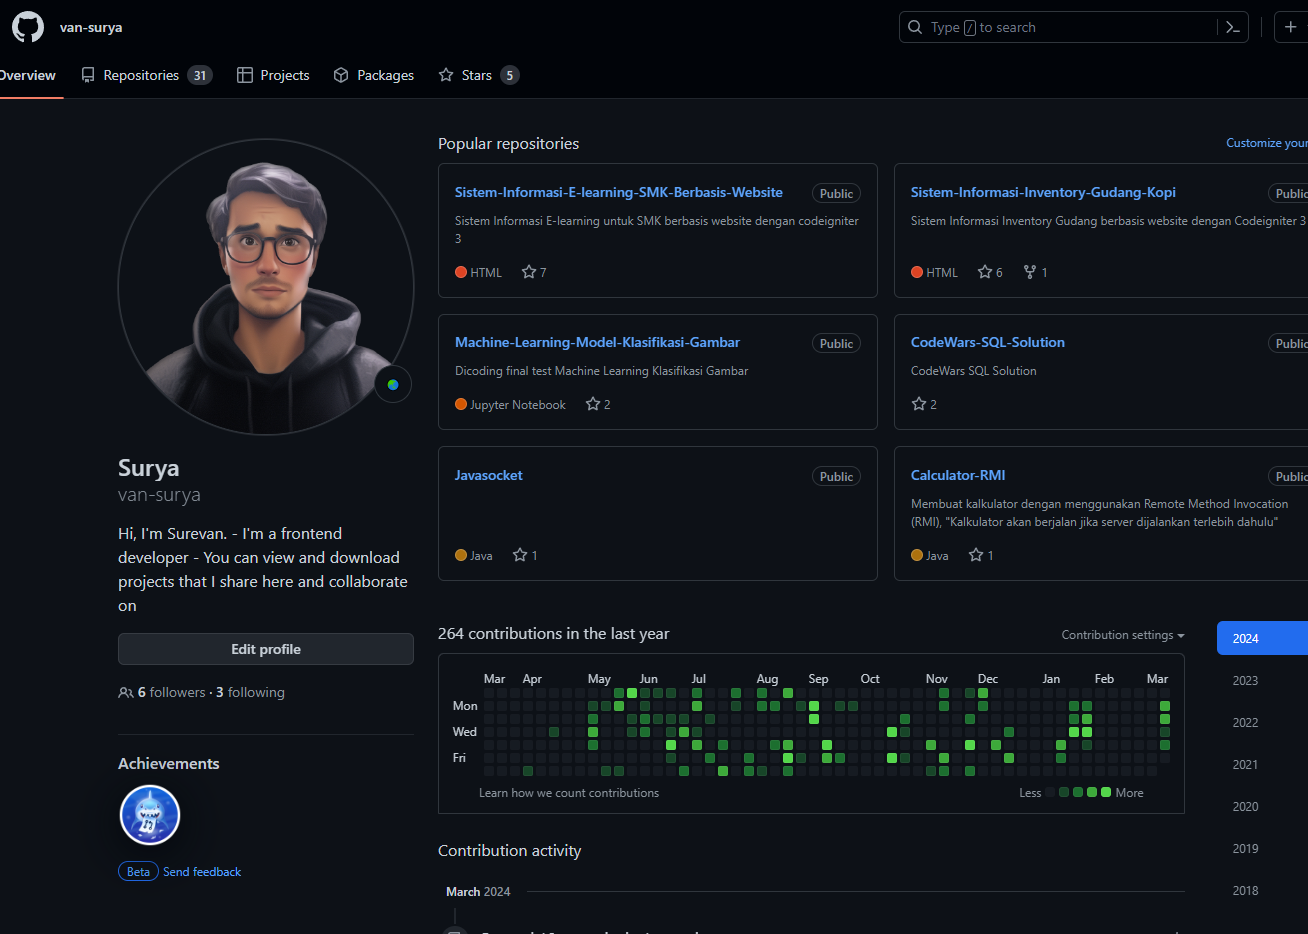 van-surya
Type / to search
Overview
Repositories 31
Projects
Packages
Stars 5
Surya
van-surya
Hi, I'm Surevan. - I'm a frontend
developer - You can view and download
projects that I share here and collaborate
on
Edit profile
6 followers · 3 following
Achievements
Beta Send feedback
Popular repositories
Customize your
Sistem-Informasi-E-learning-SMK-Berbasis-Website
Public
Sistem Informasi E-learning untuk SMK berbasis website dengan codeigniter
3
HTML 7
Sistem-Informasi-Inventory-Gudang-Kopi
Public
Sistem Informasi Inventory Gudang berbasis website dengan Codeigniter 3
HTML 6 1
Machine-Learning-Model-Klasifikasi-Gambar
Public
Dicoding final test Machine Learning Klasifikasi Gambar
Jupyter Notebook 2
CodeWars-SQL-Solution
Public
CodeWars SQL Solution
2
Javasocket
Public
Java 1
Calculator-RMI
Public
Membuat kalkulator dengan menggunakan Remote Method Invocation
(RMI), "Kalkulator akan berjalan jika server dijalankan terlebih dahulu"
Java 1
264 contributions in the last year
Contribution settings
Mar Apr May Jun Jul Aug Sep Oct Nov Dec Jan Feb Mar
Mon
Wed
Fri
Learn how we count contributions
Less More
2024
2023
2022
2021
2020
2019
2018
Contribution activity
March 2024